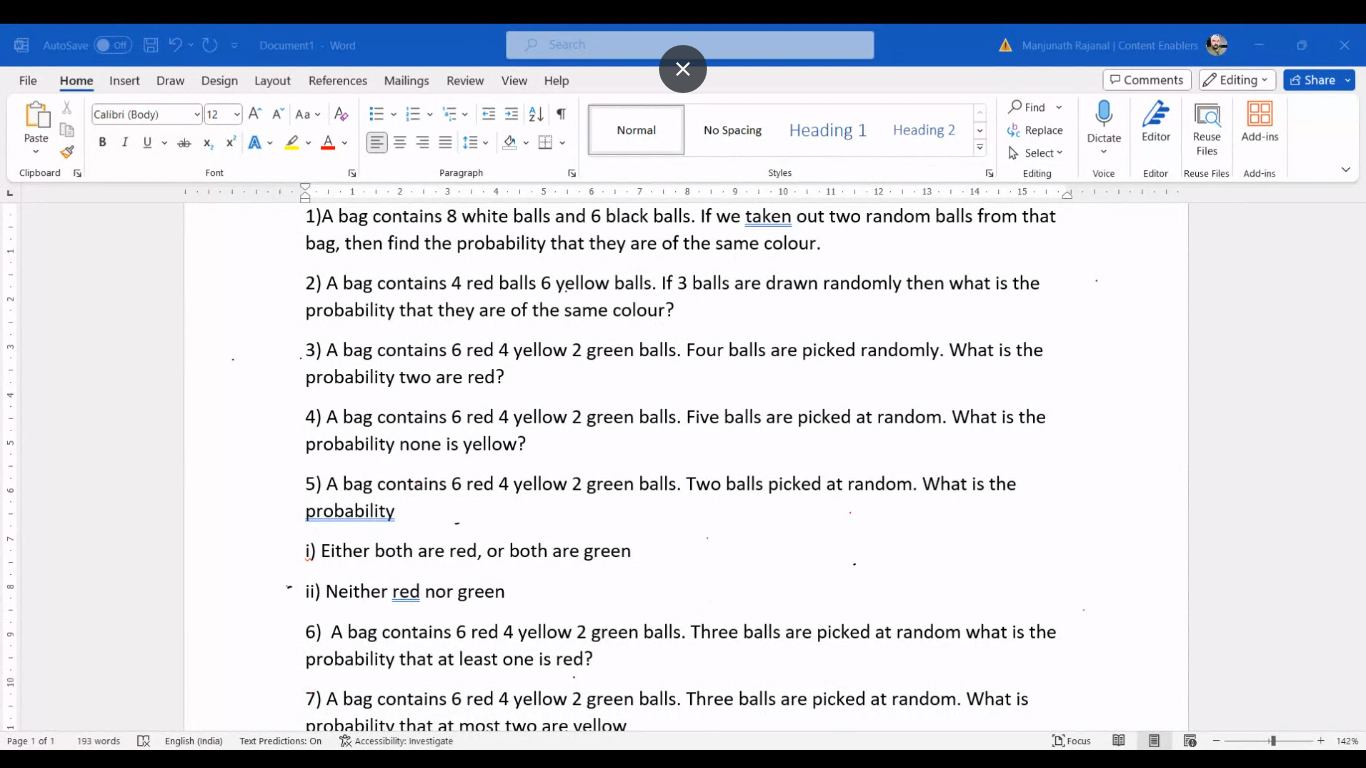 AutoSave Off Document1 - Word Search Manjunath Rajanal | Content Enablers
File Home Insert Draw Design Layout References Mailings Review View Help Comments Editing Share
Paste Calibri (Body) 12 Aa Normal No Spacing Heading 1 Heading 2 Find Replace Select Dictate Editor Reuse Files Add-ins
Clipboard Font Paragraph Styles Editing Voice Editor Reuse Files Add-ins
1)A bag contains 8 white balls and 6 black balls. If we taken out two random balls from that
bag, then find the probability that they are of the same colour.
2) A bag contains 4 red balls 6 yellow balls. If 3 balls are drawn randomly then what is the
probability that they are of the same colour?
3) A bag contains 6 red 4 yellow 2 green balls. Four balls are picked randomly. What is the
probability two are red?
4) A bag contains 6 red 4 yellow 2 green balls. Five balls are picked at random. What is the
probability none is yellow?
5) A bag contains 6 red 4 yellow 2 green balls. Two balls picked at random. What is the
probability
i) Either both are red, or both are green
ii) Neither red nor green
6)  A bag contains 6 red 4 yellow 2 green balls. Three balls are picked at random what is the
probability that at least one is red?
7) A bag contains 6 red 4 yellow 2 green balls. Three balls are picked at random. What is
probability that at most two are yellow
Page 1 of 1 193 words English (India) Text Predictions: On Accessibility: Investigate Focus 142%